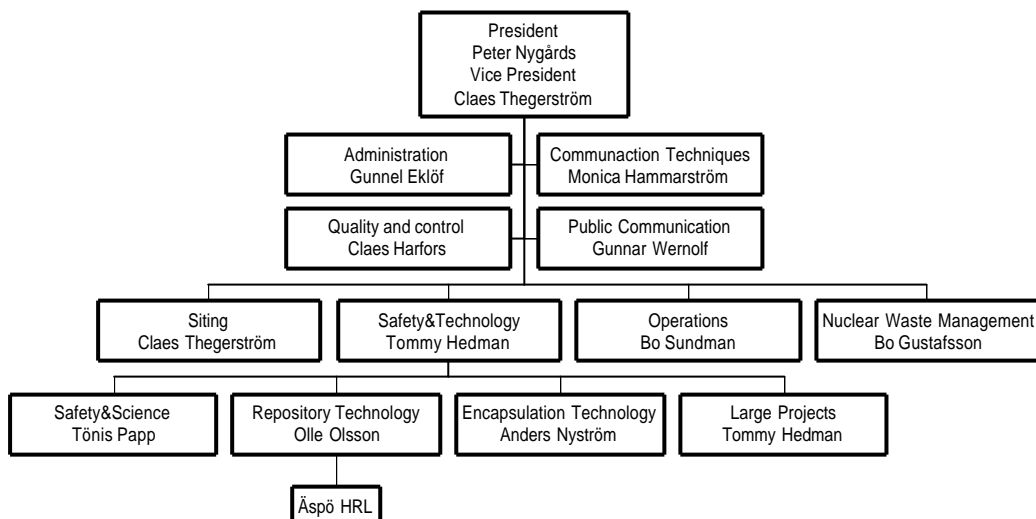 President
Peter Nygårds
Vice President
Claes Thegerström
Administration
Gunnel Eklöf
Communaction Techniques
Monica Hammarström
Quality and control
Claes Harfors
Public Communication
Gunnar Wernolf
Siting
Claes Thegerström
Safety&Technology
Tommy Hedman
Operations
Bo Sundman
Nuclear Waste Management
Bo Gustafsson
Safety&Science
Tönis Papp
Repository Technology
Olle Olsson
Encapsulation Technology
Anders Nyström
Large Projects
Tommy Hedman
Äspö HRL